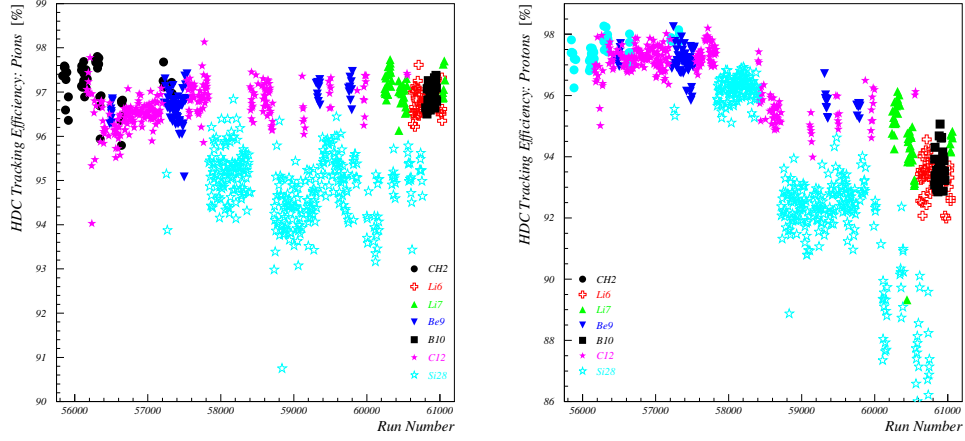 HDC Tracking Efficiency: Pions [%]
99
98
97
96
95
94
93
92
91
90
56000 57000 58000 59000 60000 61000
Run Number
CH2
Li6
Li7
Be9
B10
C12
Si28
HDC Tracking Efficiency: Protons [%]
98
96
94
92
90
88
86
56000 57000 58000 59000 60000 61000
Run Number
CH2
Li6
Li7
Be9
B10
C12
Si28